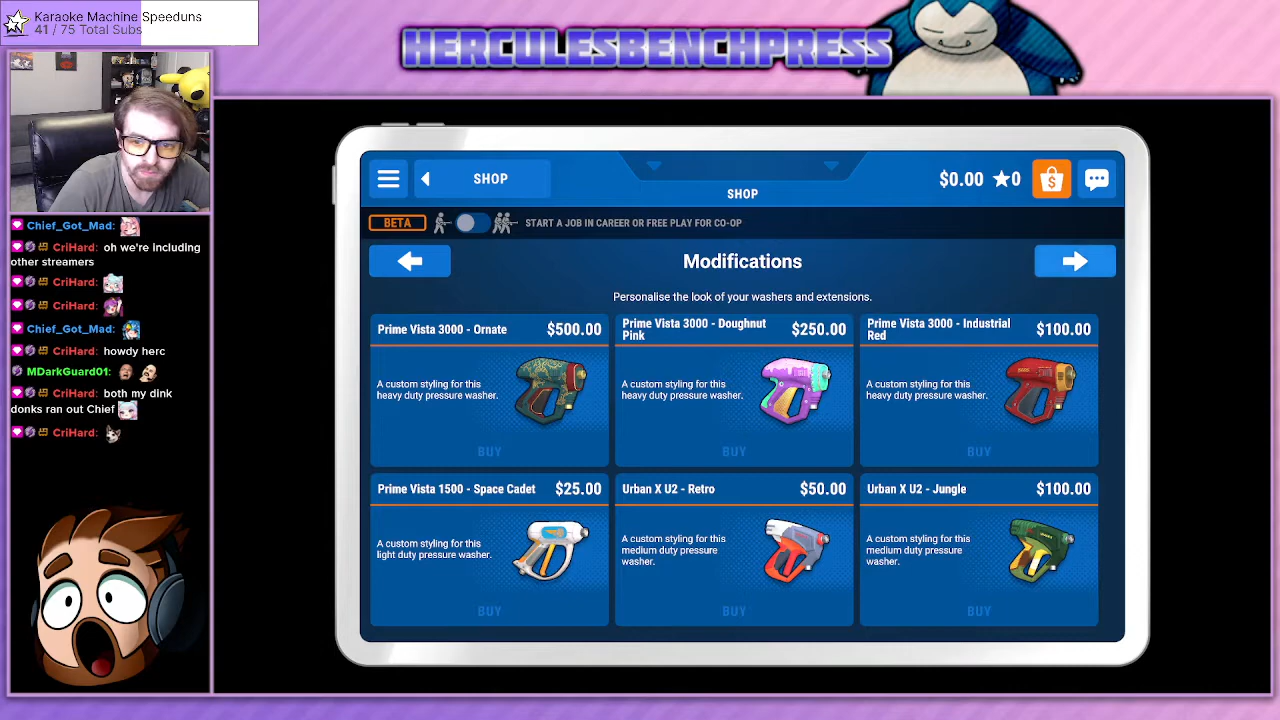 Karaoke Machine Speeduns
41 / 75 Total Subs
HERCULESBENCHPRESS
Chief_Got_Mad:
CriHard: oh we're including
other streamers
CriHard:
CriHard:
Chief_Got_Mad:
CriHard: howdy herc
MDarkGuard01:
CriHard: both my dink
donks ran out Chief
CriHard:
SHOP
SHOP
$0.00 ★0
BETA
START A JOB IN CAREER OR FREE PLAY FOR CO-OP
Modifications
Personalise the look of your washers and extensions.
Prime Vista 3000 - Ornate $500.00
A custom styling for this
heavy duty pressure washer.
BUY
Prime Vista 3000 - Doughnut
Pink $250.00
A custom styling for this
heavy duty pressure washer.
BUY
Prime Vista 3000 - Industrial
Red $100.00
A custom styling for this
heavy duty pressure washer.
BUY
Prime Vista 1500 - Space Cadet $25.00
A custom styling for this
light duty pressure washer.
BUY
Urban X U2 - Retro $50.00
A custom styling for this
medium duty pressure
washer.
BUY
Urban X U2 - Jungle $100.00
A custom styling for this
medium duty pressure
washer.
BUY